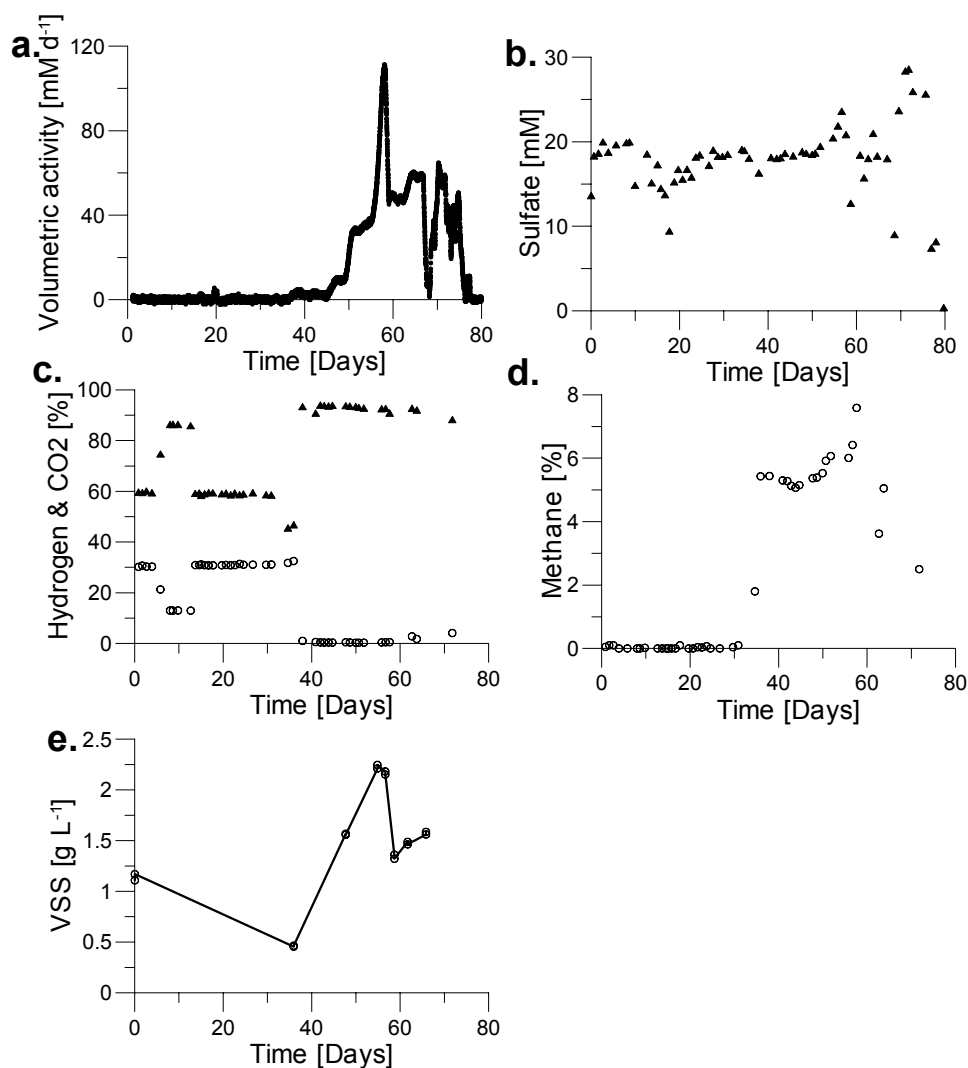 a.
Volumetric activity [mM d-1]
120
80
40
0
0 20 40 60 80
Time [Days]
b.
Sulfate [mM]
30
20
10
0
0 20 40 60 80
Time [Days]
c.
Hydrogen & CO2 [%]
100
80
60
40
20
0
0 20 40 60 80
Time [Days]
d.
Methane [%]
8
6
4
2
0
0 20 40 60 80
Time [Days]
e.
VSS [g L-1]
2.5
2
1.5
1
0.5
0
0 20 40 60 80
Time [Days]